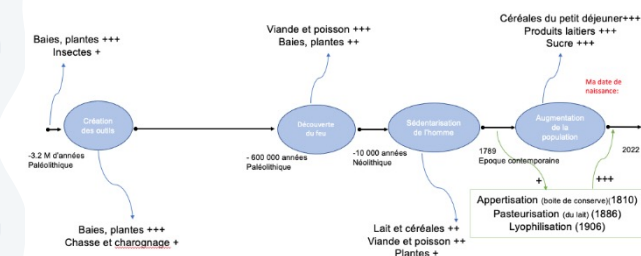 Baies, plantes +++
Insectes +
Viande et poisson +++
Baies, plantes ++
Céréales du petit déjeuner+++
Produits laitiers +++
Sucre +++
Ma date de
naissance:
Création
des outils
Découverte
du feu
Sédentarisation
de l'homme
Augmentation
de la
population
-3.2 M d'années
Paléolithique
- 600 000 années
Paléolithique
-10 000 années
Néolithique
1789
Epoque contemporaine
2022
+
+++
Baies, plantes +++
Chasse et charognage +
Lait et céréales ++
Viande et poisson ++
Plantes +
Appertisation (boite de conserve)(1810)
Pasteurisation (du lait) (1886)
Lyophilisation (1906)